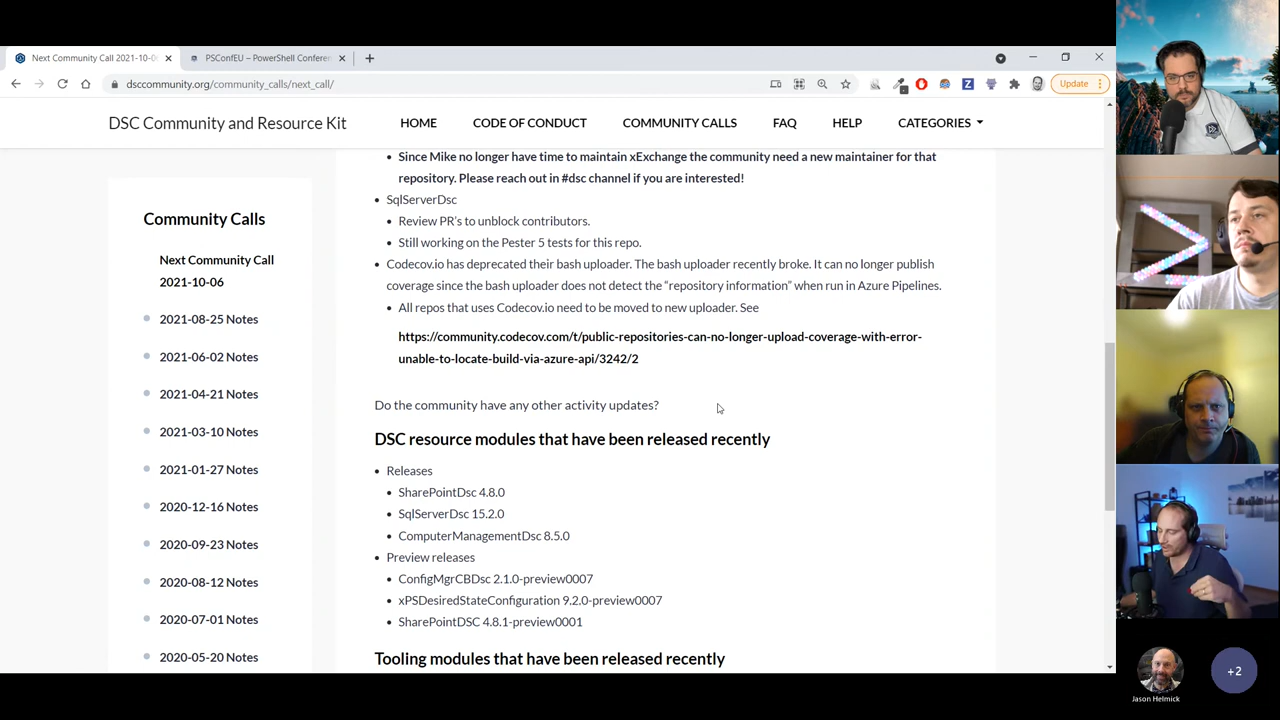 Next Community Call 2021-10-0
PSConfEU – PowerShell Conferen
dsccommunity.org/community_calls/next_call/
Update
DSC Community and Resource Kit
HOME
CODE OF CONDUCT
COMMUNITY CALLS
FAQ
HELP
CATEGORIES
Community Calls
Next Community Call
2021-10-06
2021-08-25 Notes
2021-06-02 Notes
2021-04-21 Notes
2021-03-10 Notes
2021-01-27 Notes
2020-12-16 Notes
2020-09-23 Notes
2020-08-12 Notes
2020-07-01 Notes
2020-05-20 Notes
Since Mike no longer have time to maintain xExchange the community need a new maintainer for that
repository. Please reach out in #dsc channel if you are interested!
SqlServerDsc
Review PR's to unblock contributors.
Still working on the Pester 5 tests for this repo.
Codecov.io has deprecated their bash uploader. The bash uploader recently broke. It can no longer publish
coverage since the bash uploader does not detect the "repository information" when run in Azure Pipelines.
All repos that uses Codecov.io need to be moved to new uploader. See
https://community.codecov.com/t/public-repositories-can-no-longer-upload-coverage-with-error-
unable-to-locate-build-via-azure-api/3242/2
Do the community have any other activity updates?
DSC resource modules that have been released recently
Releases
SharePointDsc 4.8.0
SqlServerDsc 15.2.0
ComputerManagementDsc 8.5.0
Preview releases
ConfigMgrCBDsc 2.1.0-preview0007
xPSDesiredStateConfiguration 9.2.0-preview0007
SharePointDSC 4.8.1-preview0001
Tooling modules that have been released recently
Jason Helmick
+2